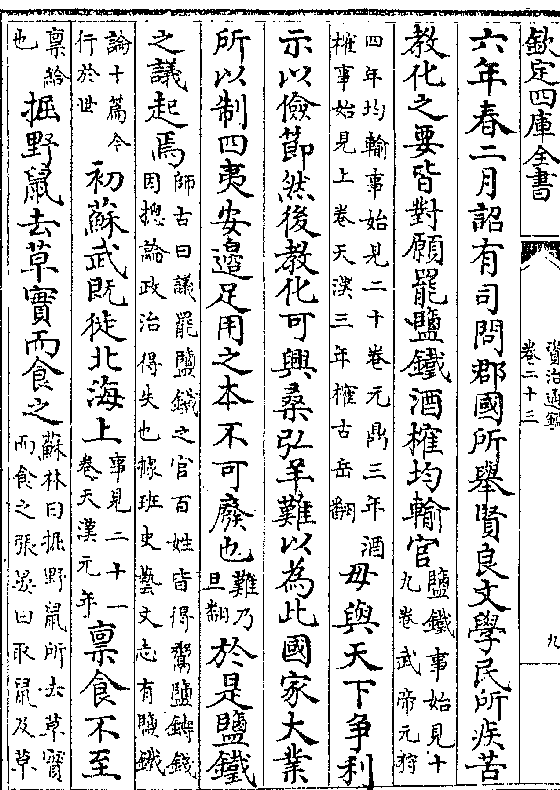 欽定四庫全書
資治通鑑
卷二十三
九
六年春二月詔有司問郡國所舉賢良文學民所疾苦
教化之要皆對願罷鹽鐵酒榷均輸官鹽鐵事始見十九卷武帝元狩
四年均輸事始見二十卷元鼎三年酒榷事始見上卷天漢三年榷古岳翻毋與天下爭利
示以儉節然後教化可興桑弘羊難以為此國家大業
所以制四夷安邊足用之本不可廢也難乃旦翻於是鹽鐵
之議起焉師古曰議罷鹽鐵之官百姓皆得鬻鹽鑄錢因摠論政治得失也據班史藝文志有鹽鐵
論十篇今行於世初蘇武既徙北海上事見二十一卷天漢元年禀食不至
禀給也掘野鼠去草實而食之蘇林曰掘野鼠所去草實而食之張晏曰取鼠及草